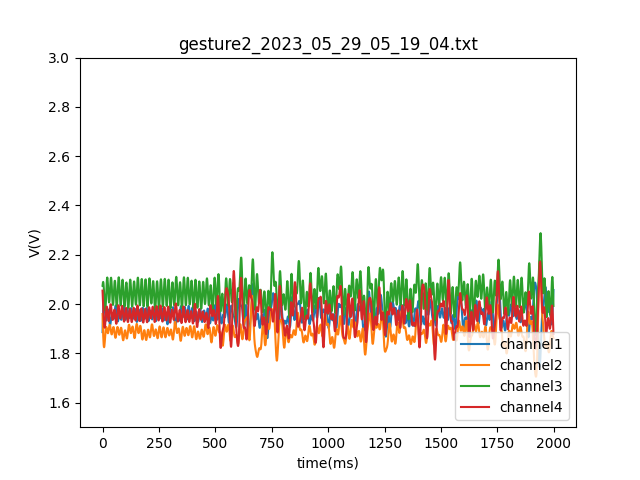 gesture2_2023_05_29_05_19_04.txt
V(V)
3.0
2.8
2.6
2.4
2.2
2.0
1.8
1.6
channel1
channel2
channel3
channel4
0 250 500 750 1000 1250 1500 1750 2000
time(ms)